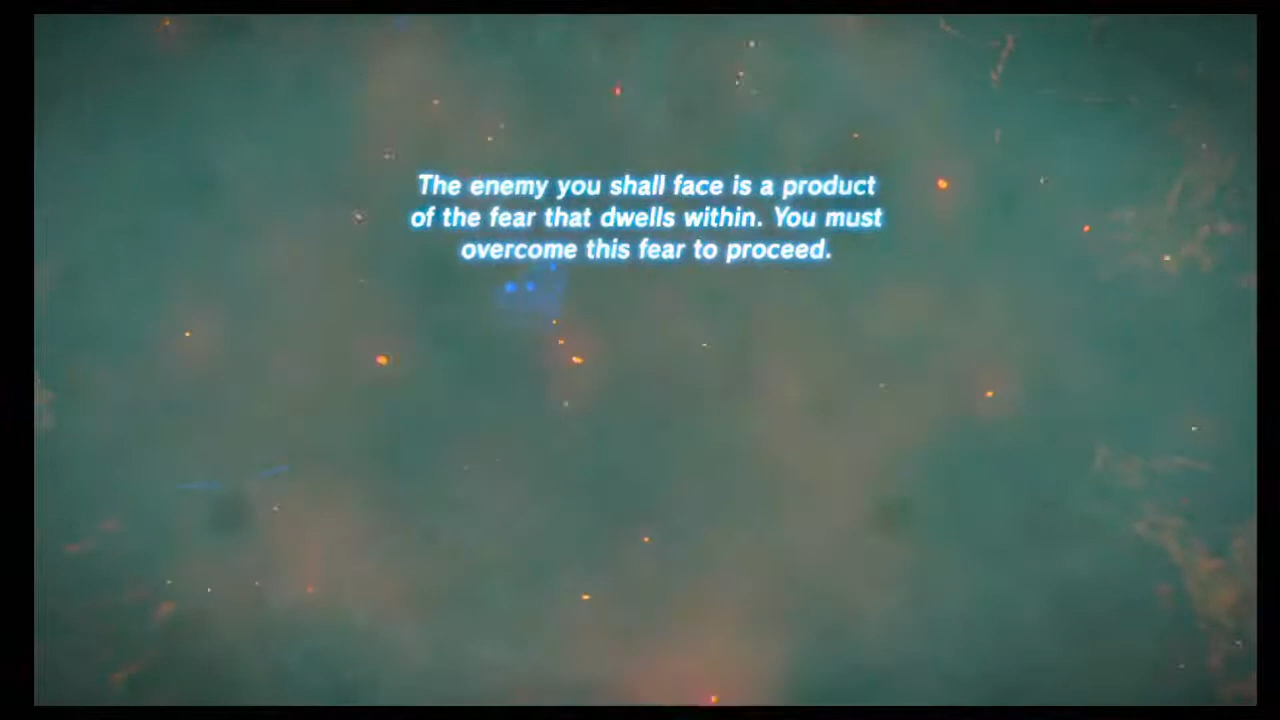 The enemy you shall face is a product
of the fear that dwells within. You must
overcome this fear to proceed.